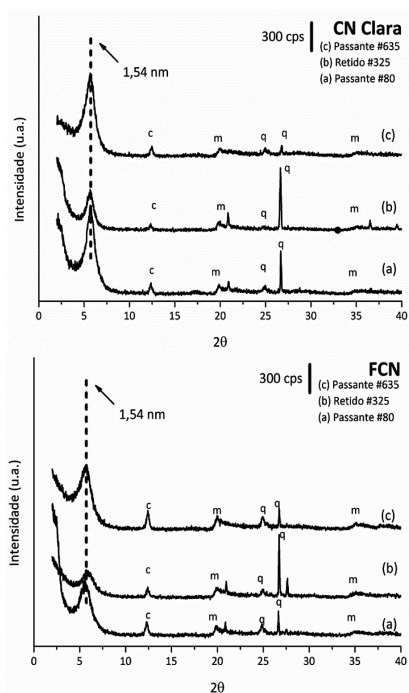 CN Clara
300 cps
(c) Passante #635
(b) Retido #325
(a) Passante #80
1,54 nm
Intensidade (u.a.)
c
m
q
q
m
(c)
c
m
q
q
m
(b)
c
m
q
q
m
(a)
0 5 10 15 20 25 30 35 40
2θ
FCN
300 cps
(c) Passante #635
(b) Retido #325
(a) Passante #80
1,54 nm
Intensidade (u.a.)
c
m
q
q
m
(c)
c
m
q
q
m
(b)
c
m
q
q
m
(a)
0 5 10 15 20 25 30 35 40
2θ